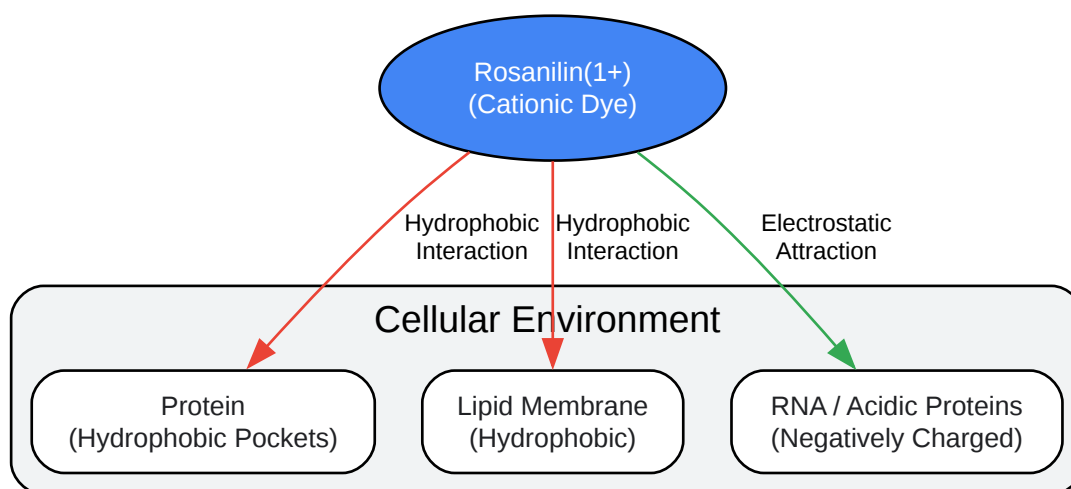 Rosanilin(1+)
(Cationic Dye)
Hydrophobic
Interaction
Hydrophobic
Interaction
Electrostatic
Attraction
Cellular Environment
Protein
(Hydrophobic Pockets)
Lipid Membrane
(Hydrophobic)
RNA / Acidic Proteins
(Negatively Charged)